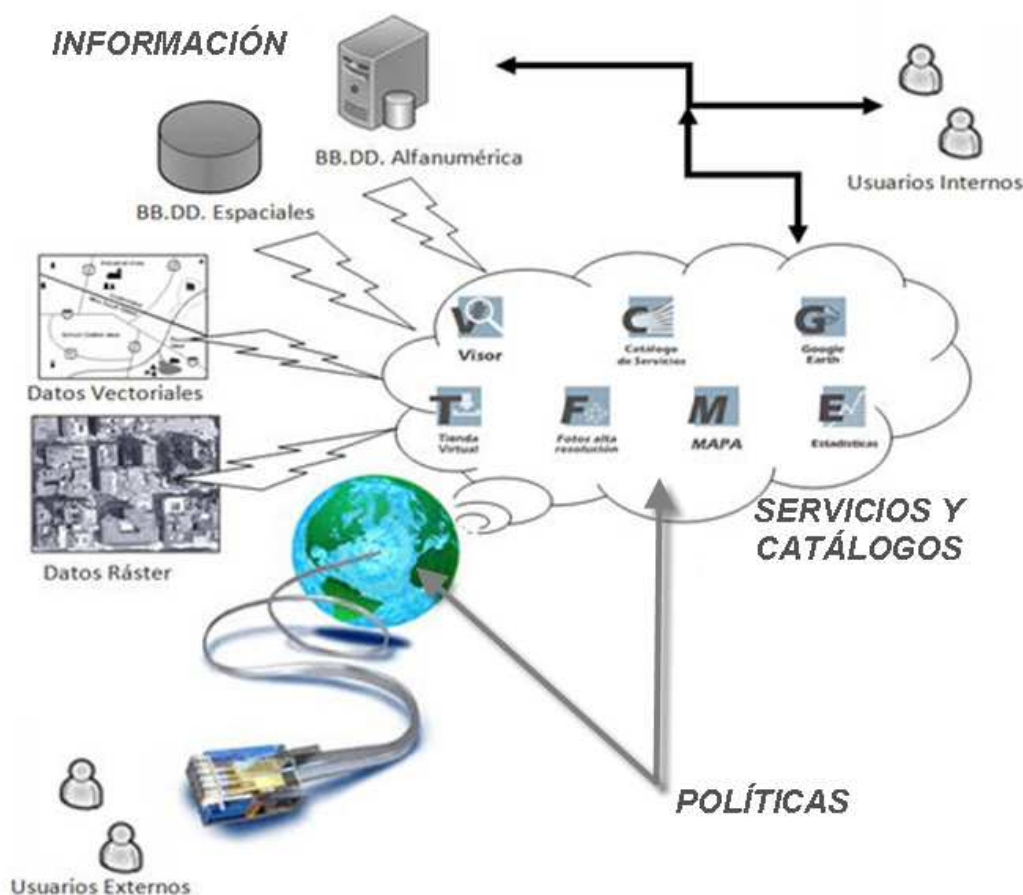 INFORMACIÓN
BB.DD. Alfanumérica
BB.DD. Espaciales
Usuarios Internos
Datos Vectoriales
Datos Ráster
V
Visor
C
Catálogo
de Servicios
G
Google
Earth
T
Tienda
Virtual
F
Fotos alta
resolución
M
MAPA
E
Estadísticas
SERVICIOS Y
CATÁLOGOS
POLÍTICAS
Usuarios Externos